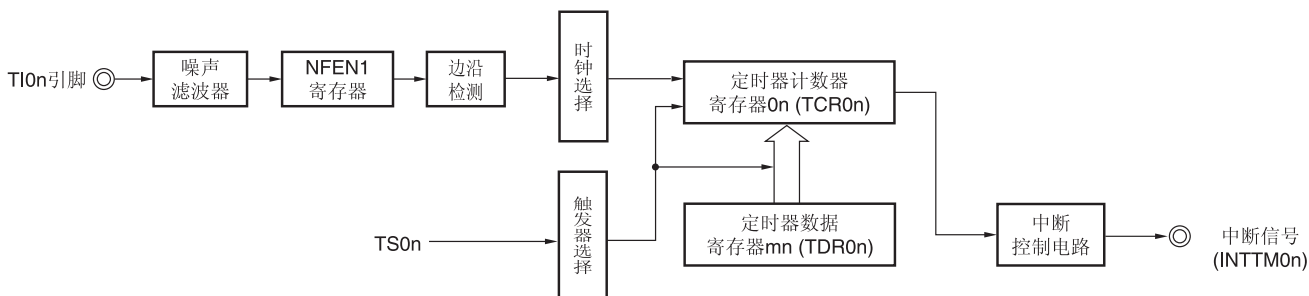 TI0n引脚
噪声
滤波器
NFEN1
寄存器
边沿
检测
时钟选择
定时器计数器
寄存器0n (TCR0n)
TS0n
触发器选择
定时器数据
寄存器mn (TDR0n)
中断
控制电路
中断信号
(INTTM0n)